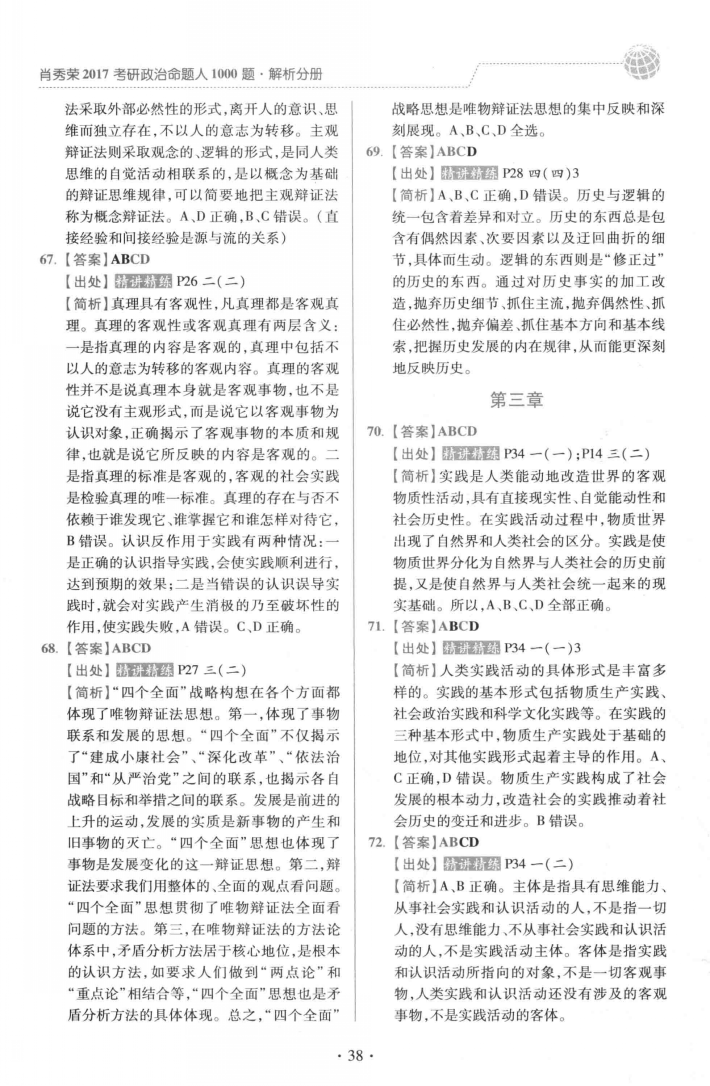 肖秀荣2017考研政治命题人1000题·解析分册
法采取外部必然性的形式,离开人的意识、思
维而独立存在,不以人的意志为转移。主观
辩证法则采取观念的、逻辑的形式,是同人类
思维的自觉活动相联系的,是以概念为基础
的辩证思维规律,可以简要地把主观辩证法
称为概念辩证法。A、D正确,B、C错误。(直
接经验和间接经验是源与流的关系)
67.【答案】ABCD
【出处】精讲精练 P26 二(二)
【简析】真理具有客观性,凡真理都是客观真
理。真理的客观性或客观真理有两层含义:
一是指真理的内容是客观的,真理中包括不
以人的意志为转移的客观内容。真理的客观
性并不是说真理本身就是客观事物,也不是
说它没有主观形式,而是说它以客观事物为
认识对象,正确揭示了客观事物的本质和规
律,也就是说它所反映的内容是客观的。二
是指真理的标准是客观的,客观的社会实践
是检验真理的唯一标准。真理的存在与否不
依赖于谁发现它、谁掌握它和谁怎样对待它,
B错误。认识反作用于实践有两种情况:一
是正确的认识指导实践,会使实践顺利进行,
达到预期的效果;二是当错误的认识误导实
践时,就会对实践产生消极的乃至破坏性的
作用,使实践失败,A错误。C、D正确。
68.【答案】ABCD
【出处】精讲精练 P27 三(二)
【简析】“四个全面”战略构想在各个方面都
体现了唯物辩证法思想。第一,体现了事物
联系和发展的思想。“四个全面”不仅揭示
了“建成小康社会”、“深化改革”、“依法治
国”和“从严治党”之间的联系,也揭示各自
战略目标和举措之间的联系。发展是前进的
上升的运动,发展的实质是新事物的产生和
旧事物的灭亡。“四个全面”思想也体现了
事物是发展变化的这一辩证思想。第二,辩
证法要求我们用整体的、全面的观点看问题。
“四个全面”思想贯彻了唯物辩证法全面看
问题的方法。第三,在唯物辩证法的方法论
体系中,矛盾分析方法居于核心地位,是根本
的认识方法,如要求人们做到“两点论”和
“重点论”相结合等,“四个全面”思想也是矛
盾分析方法的具体体现。总之,“四个全面”
战略思想是唯物辩证法思想的集中反映和深
刻展现。A、B、C、D全选。
69.【答案】ABCD
【出处】精讲精练 P28 四(四)3
【简析】A、B、C正确,D错误。历史与逻辑的
统一包含着差异和对立。历史的东西总是包
含有偶然因素、次要因素以及迂回曲折的细
节,具体而生动。逻辑的东西则是“修正过”
的历史的东西。通过对历史事实的加工改
造,抛弃历史细节、抓住主流,抛弃偶然性、抓
住必然性,抛弃偏差、抓住基本方向和基本线
索,把握历史发展的内在规律,从而能更深刻
地反映历史。
第三章
70.【答案】ABCD
【出处】精讲精练 P34 一(一);P14 三(二)
【简析】实践是人类能动地改造世界的客观
物质性活动,具有直接现实性、自觉能动性和
社会历史性。在实践活动过程中,物质世界
出现了自然界和人类社会的区分。实践是使
物质世界分化为自然界与人类社会的历史前
提,又是使自然界与人类社会统一起来的现
实基础。所以,A、B、C、D全部正确。
71.【答案】ABCD
【出处】精讲精练 P34 一(一)3
【简析】人类实践活动的具体形式是丰富多
样的。实践的基本形式包括物质生产实践、
社会政治实践和科学文化实践等。在实践的
三种基本形式中,物质生产实践处于基础的
地位,对其他实践形式起着主导的作用。A、
C正确,D错误。物质生产实践构成了社会
发展的根本动力,改造社会的实践推动着社
会历史的变迁和进步。B错误。
72.【答案】ABCD
【出处】精讲精练 P34 一(二)
【简析】A、B正确。主体是指具有思维能力、
从事社会实践和认识活动的人,不是指一切
人,没有思维能力、不从事社会实践和认识活
动的人,不是实践活动主体。客体是指实践
和认识活动所指向的对象,不是一切客观事
物,人类实践和认识活动还没有涉及的客观
事物,不是实践活动的客体。
·38·